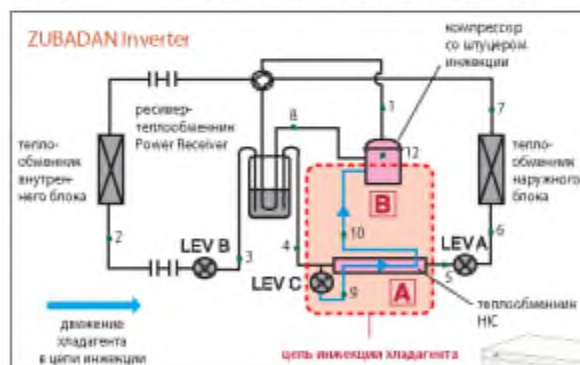 ZUBADAN Inverter
компрессор
со штуцером
инжекции
ресивер-
теплообменник
Power Receiver
тепло-
обменник
внутрен-
него блока
тепло-
обменник
наружного
блока
1
2
3
4
5
6
7
8
9
10
12
LEV B
LEV C
LEV A
B
A
теплообменник
HIC
движение
хладагента
в цепи инжекции
цепь инжекции хладагента